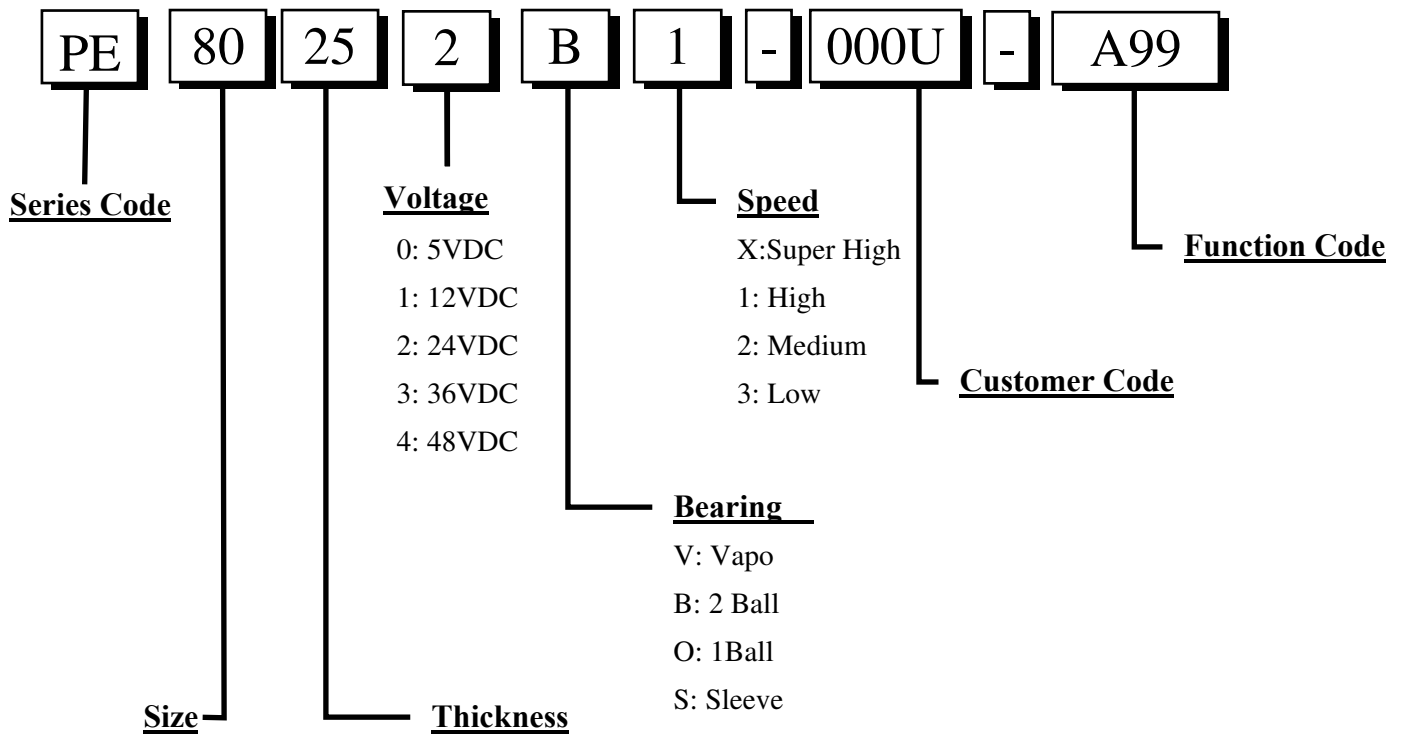 PE 80 25 2 B 1 - 000U - A99
Series Code
Voltage
0: 5VDC
1: 12VDC
2: 24VDC
3: 36VDC
4: 48VDC
Speed
X:Super High
1: High
2: Medium
3: Low
Function Code
Customer Code
Bearing
V: Vapo
B: 2 Ball
O: 1Ball
S: Sleeve
Size
Thickness